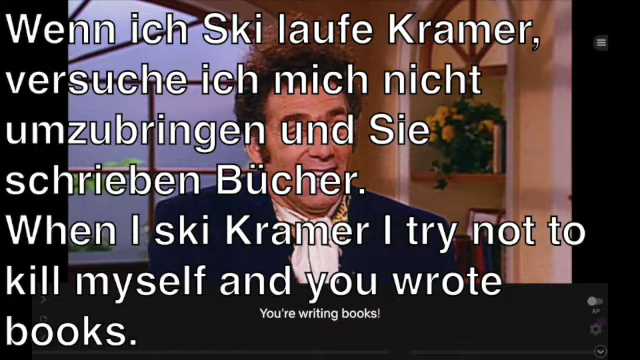 Wenn ich Ski laufe Kramer,
versuche ich mich nicht
umzubringen und Sie
schrieben Bücher.
When I ski Kramer I try not to
kill myself and you wrote
books.
You're writing books!
AP